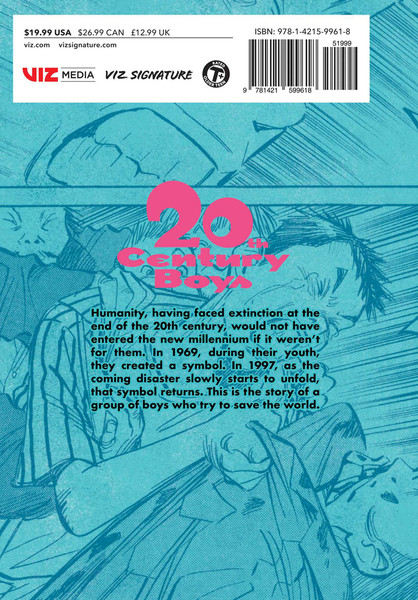 $19.99 USA $26.99 CAN £12.99 UK
viz.com vizsignature.com
VIZ MEDIA VIZ SIGNATURE
T+
ISBN: 978-1-4215-9961-8
51999
9 781421 599618
20th
Century
Boys
Humanity, having faced extinction at the
end of the 20th century, would not have
entered the new millennium if it weren't
for them. In 1969, during their youth,
they created a symbol. In 1997, as the
coming disaster slowly starts to unfold,
that symbol returns. This is the story of a
group of boys who try to save the world.